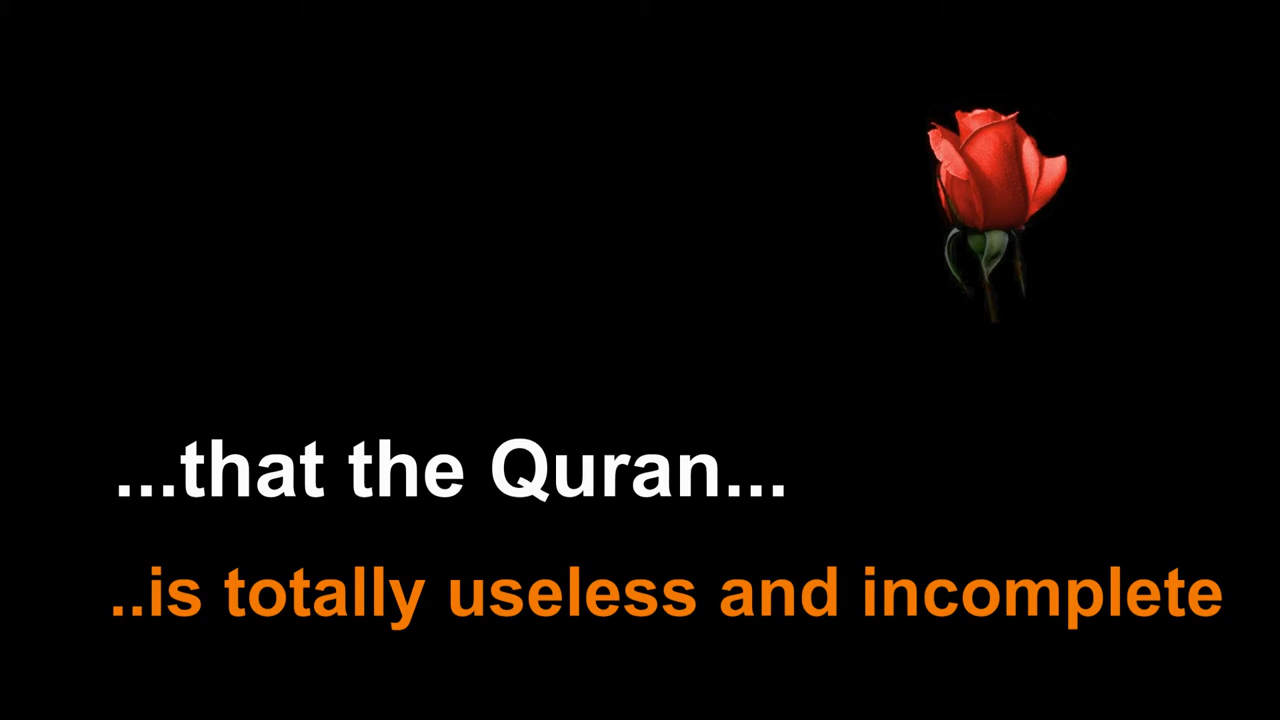 ...that the Quran...
..is totally useless and incomplete